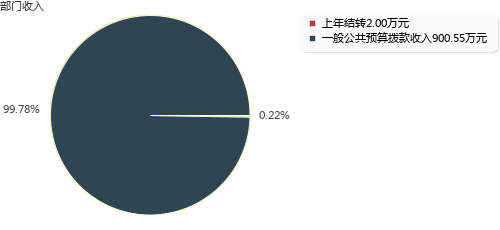 部门收入
上年结转2.00万元
一般公共预算拨款收入900.55万元
99.78%
0.22%